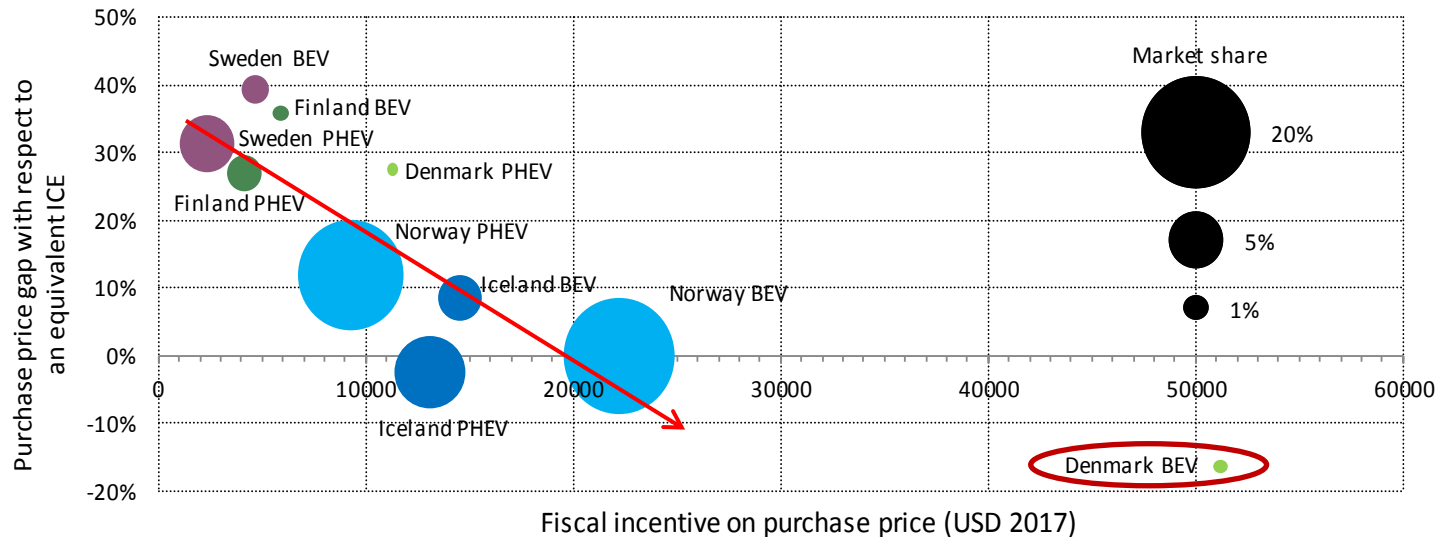 Purchase price gap with respect to
an equivalent ICE
50%
40%
30%
20%
10%
0%
-10%
-20%
Sweden BEV
Finland BEV
Sweden PHEV
Denmark PHEV
Finland PHEV
Norway PHEV
Iceland BEV
Norway BEV
Iceland PHEV
Denmark BEV
Market share
20%
5%
1%
0
10000
20000
30000
40000
50000
60000
Fiscal incentive on purchase price (USD 2017)